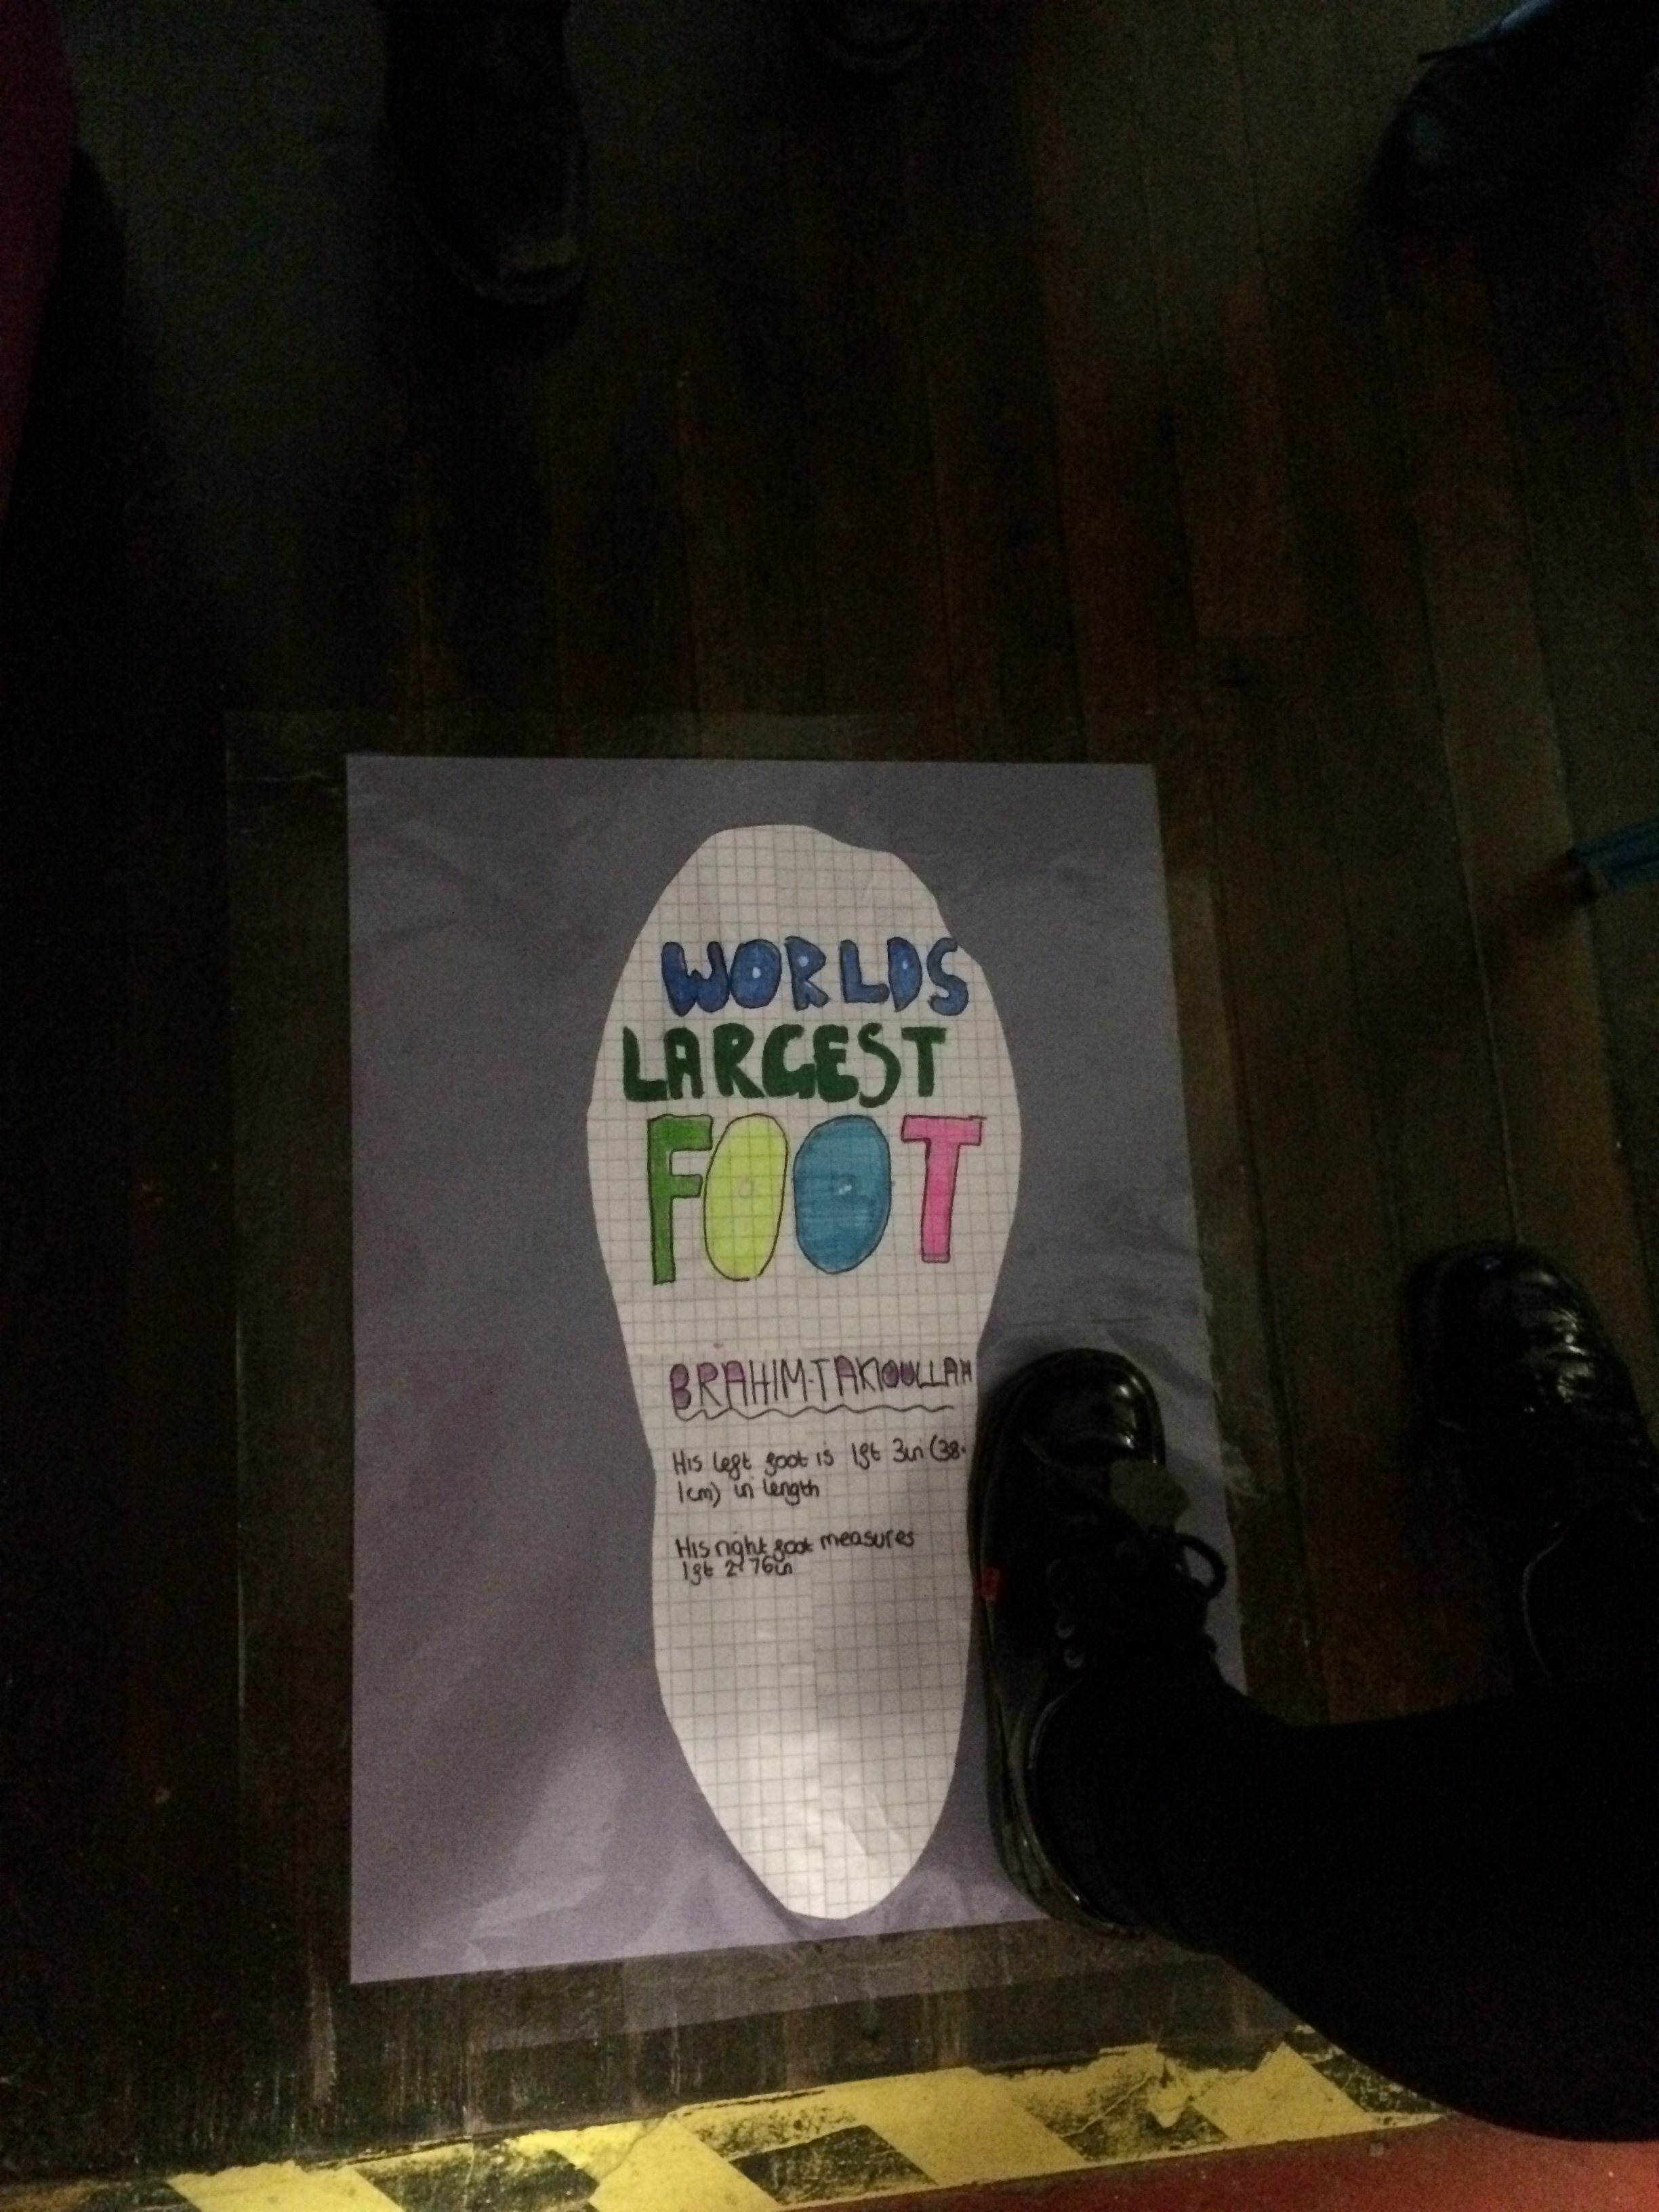 WORLDS
LARGEST
FOOT
BRAHIM-TAKIOULLAH
His left foot is 1ft 3in (38.
1cm) in length
His right foot measures
1ft 2.76in